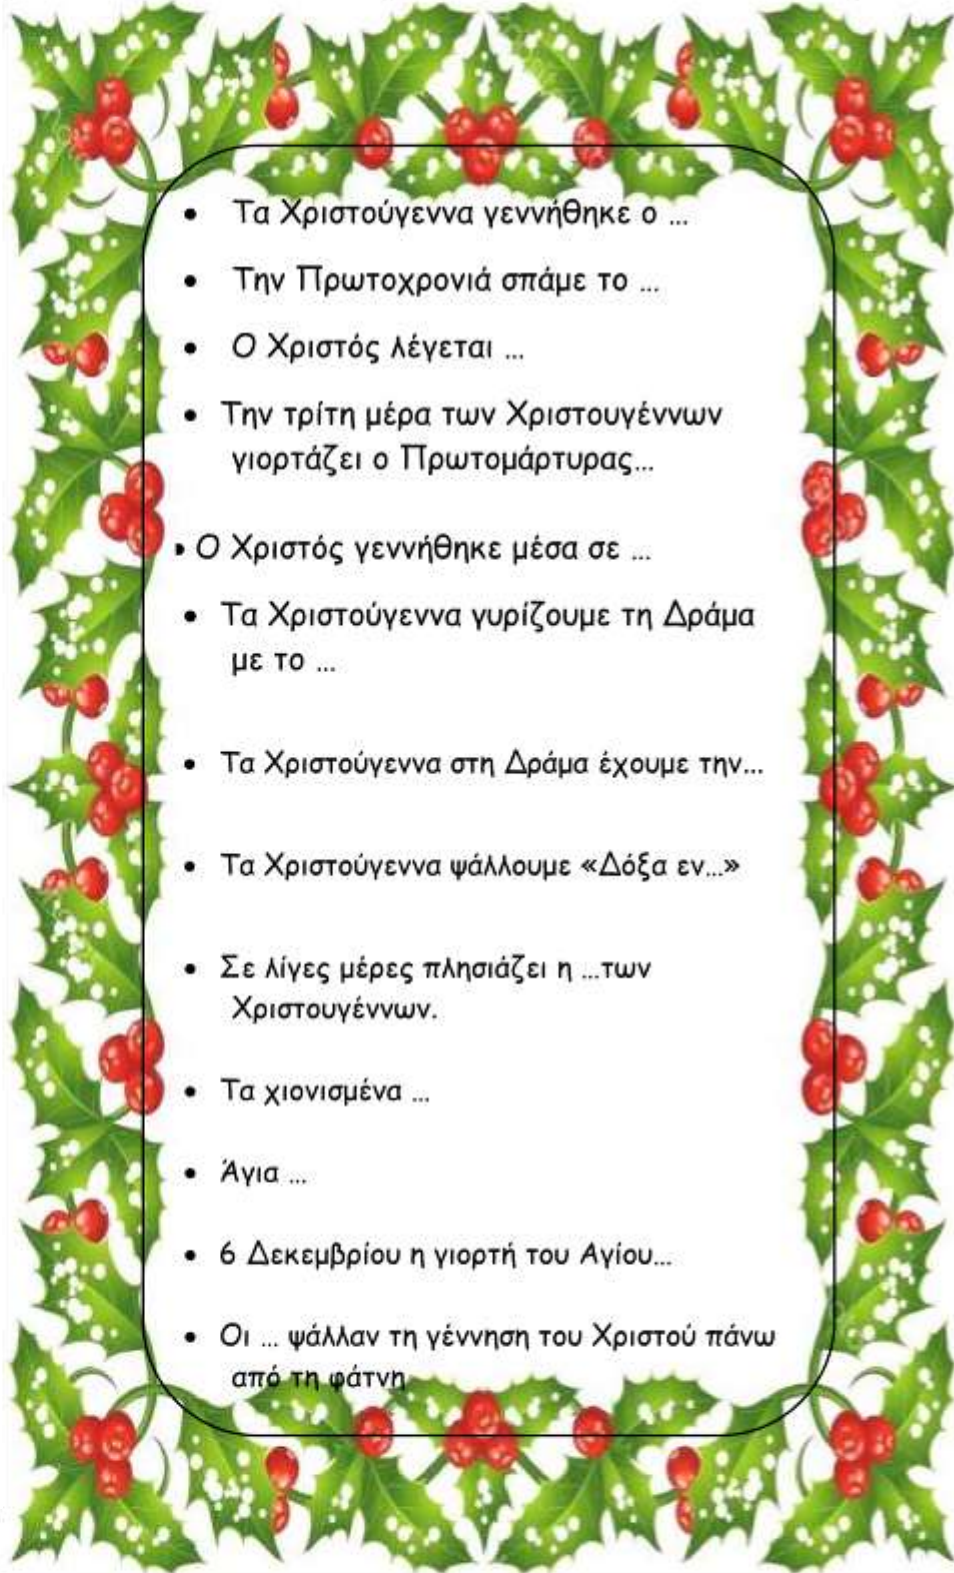 • Τα Χριστούγεννα γεννήθηκε ο ...
• Την Πρωτοχρονιά σπάμε το ...
• Ο Χριστός λέγεται ...
• Την τρίτη μέρα των Χριστουγέννων
γιορτάζει ο Πρωτομάρτυρας...
• Ο Χριστός γεννήθηκε μέσα σε ...
• Τα Χριστούγεννα γυρίζουμε τη Δράμα
με το ...
• Τα Χριστούγεννα στη Δράμα έχουμε την...
• Τα Χριστούγεννα ψάλλουμε «Δόξα εν...»
• Σε λίγες μέρες πλησιάζει η ...των
Χριστουγέννων.
• Τα χιονισμένα ...
• Άγια ...
• 6 Δεκεμβρίου η γιορτή του Αγίου...
• Οι ... ψάλλαν τη γέννηση του Χριστού πάνω
από τη φάτνη